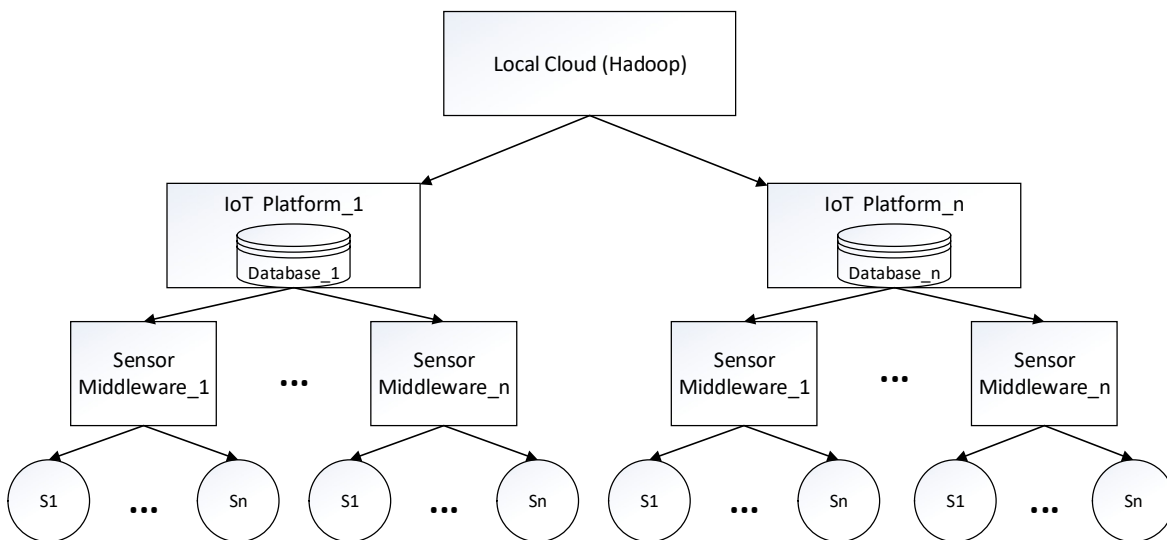 Local Cloud (Hadoop)
IoT Platform_1
IoT Platform_n
Database_1
Database_n
Sensor
Middleware_1
...
Sensor
Middleware_n
Sensor
Middleware_1
...
Sensor
Middleware_n
S1
...
Sn
S1
...
Sn
S1
...
Sn
S1
...
Sn